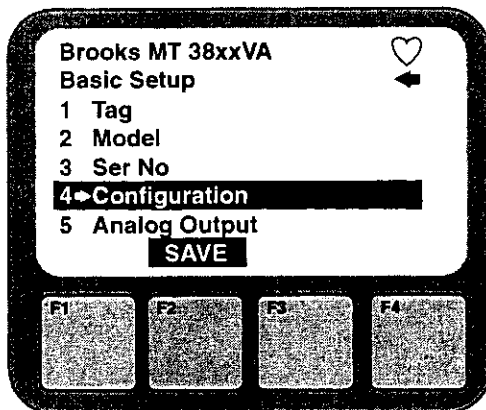 Brooks MT 38xxVA
Basic Setup
1 Tag
2 Model
3 Ser No
4 Configuration
5 Analog Output
SAVE
F1 F2 F3 F4